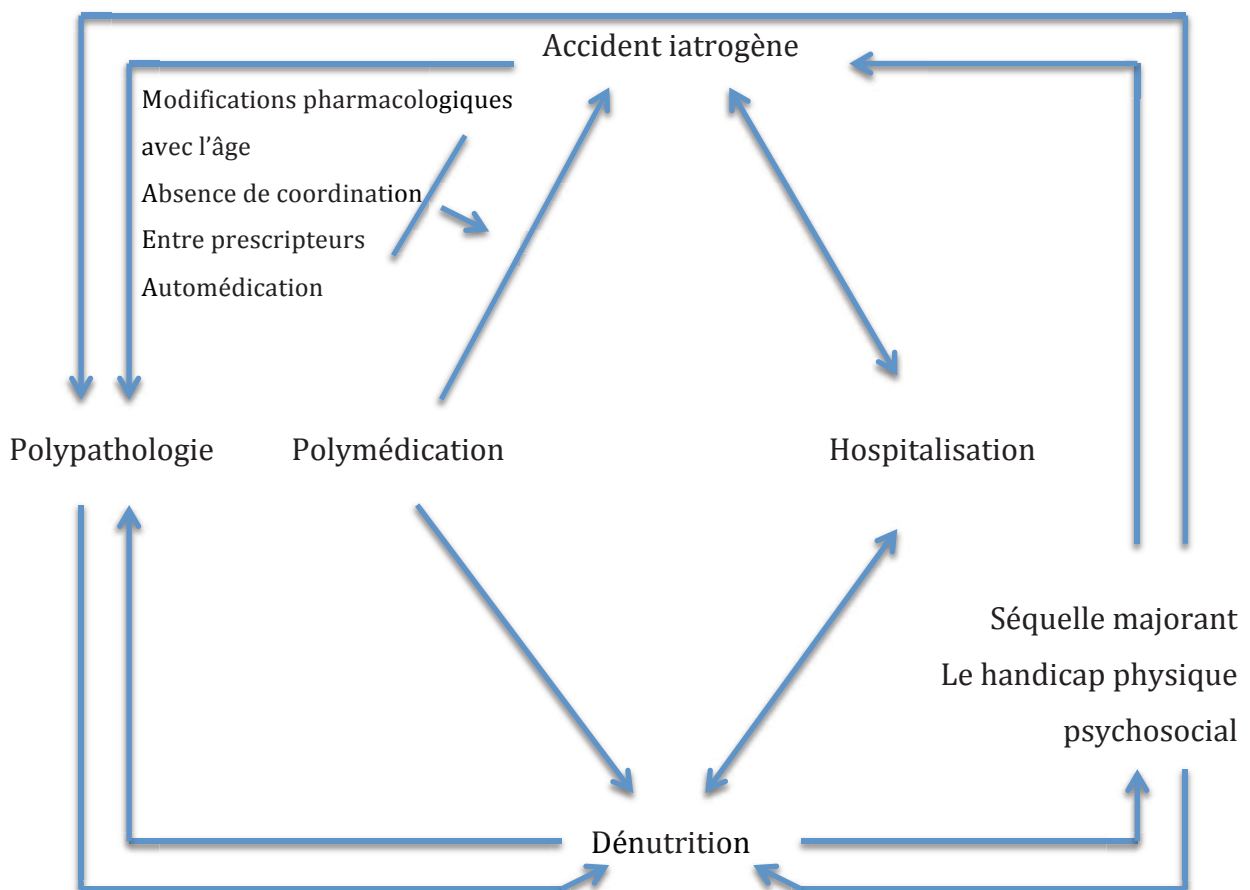 Accident iatrogène
Modifications pharmacologiques
avec l’âge
Absence de coordination
Entre prescripteurs
Automédication
Polypathologie
Polymédication
Hospitalisation
Séquelle majorant
Le handicap physique
psychosocial
Dénutrition